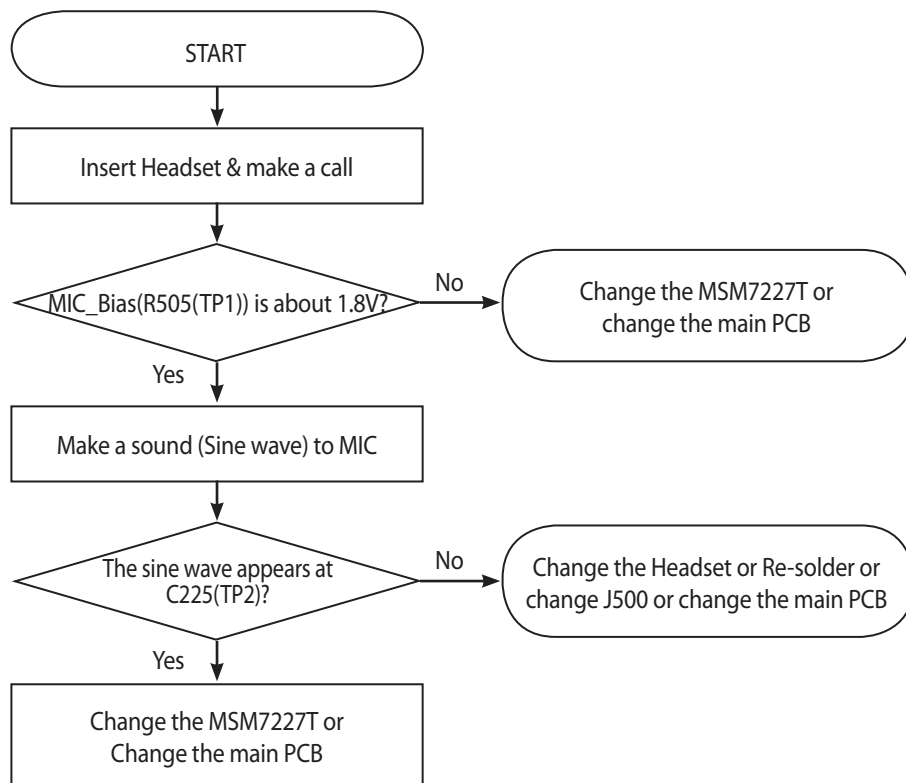 START
Insert Headset & make a call
MIC_Bias(R505(TP1)) is about 1.8V?
No
Change the MSM7227T or
change the main PCB
Yes
Make a sound (Sine wave) to MIC
The sine wave appears at
C225(TP2)?
No
Change the Headset or Re-solder or
change J500 or change the main PCB
Yes
Change the MSM7227T or
Change the main PCB